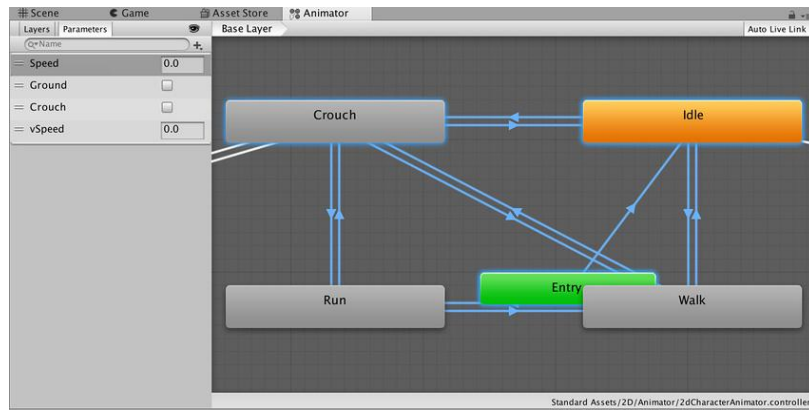 Scene Game Asset Store Animator
Layers Parameters Base Layer Auto Live Link
Name
Speed 0.0
Ground
Crouch
vSpeed 0.0
Crouch Idle
Entry
Run Walk
Standard Assets/2D/Animator/2dCharacterAnimator.controller